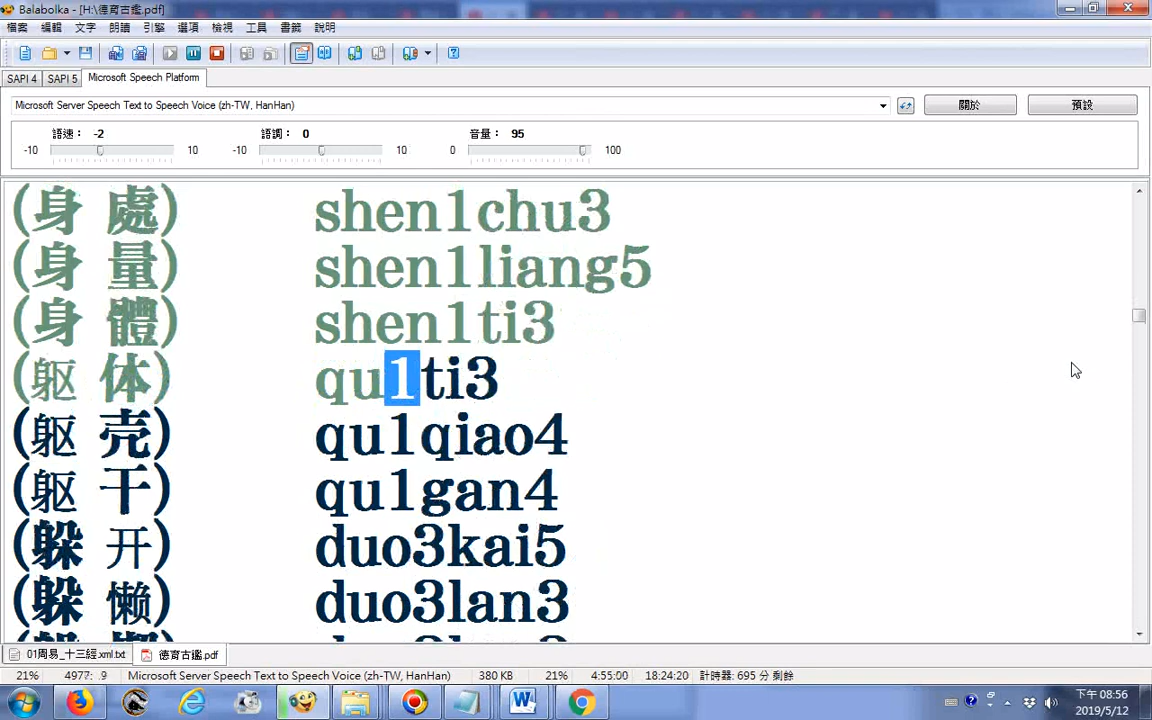 Balabolka - [H:\德育古鑑.pdf]
檔案 編輯 文字 朗讀 引擎 選項 檢視 工具 書籤 說明
SAPI 4 SAPI 5 Microsoft Speech Platform
Microsoft Server Speech Text to Speech Voice (zh-TW, HanHan) 關於 預設
語速： -2 語調： 0 音量： 95
-10 10 -10 10 0 100
(身 處) shen1chu3
(身 量) shen1liang5
(身 體) shen1ti3
(躯 体) qu1ti3
(躯 壳) qu1qiao4
(躯 干) qu1gan4
(躲 开) duo3kai5
(躲 懒) duo3lan3
01周易_十三經.xml.txt 德育古鑑.pdf
21% 4977: .9 Microsoft Server Speech Text to Speech Voice (zh-TW, HanHan) 380 KB 21% 4:55:00 18:24:20 計時器: 695 分 剩餘
下午 08:56
2019/5/12